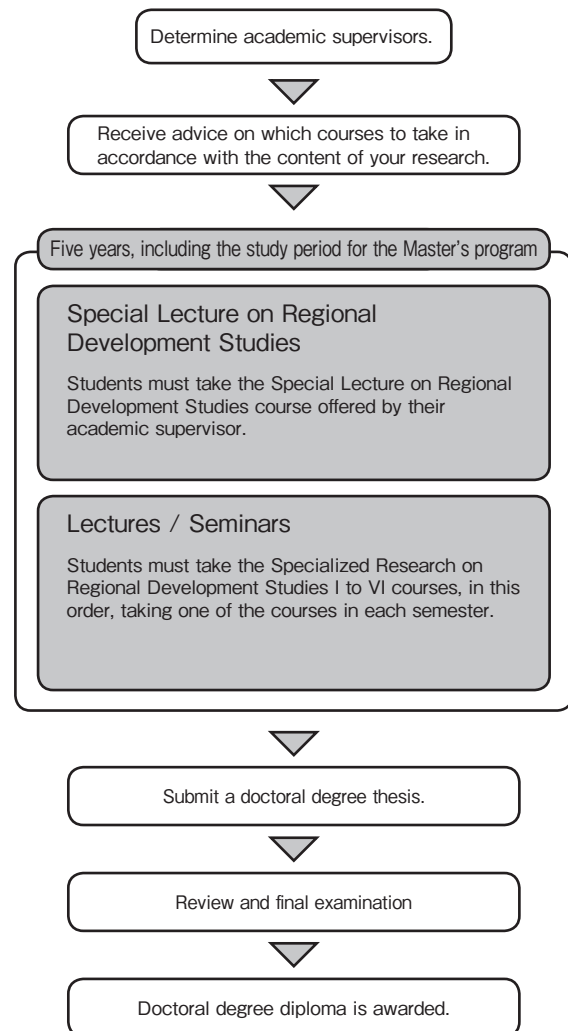 Determine academic supervisors.
Receive advice on which courses to take in
accordance with the content of your research.
Five years, including the study period for the Master's program
Special Lecture on Regional
Development Studies
Students must take the Special Lecture on Regional
Development Studies course offered by their
academic supervisor.
Lectures / Seminars
Students must take the Specialized Research on
Regional Development Studies I to VI courses, in this
order, taking one of the courses in each semester.
Submit a doctoral degree thesis.
Review and final examination
Doctoral degree diploma is awarded.